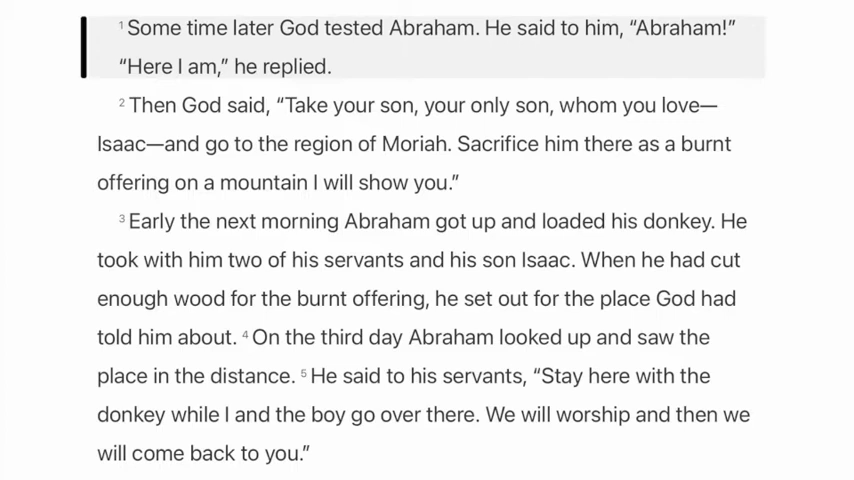 1 Some time later God tested Abraham. He said to him, “Abraham!”
“Here I am,” he replied.
2 Then God said, “Take your son, your only son, whom you love—
Isaac—and go to the region of Moriah. Sacrifice him there as a burnt
offering on a mountain I will show you.”
3 Early the next morning Abraham got up and loaded his donkey. He
took with him two of his servants and his son Isaac. When he had cut
enough wood for the burnt offering, he set out for the place God had
told him about. 4 On the third day Abraham looked up and saw the
place in the distance. 5 He said to his servants, “Stay here with the
donkey while I and the boy go over there. We will worship and then we
will come back to you.”